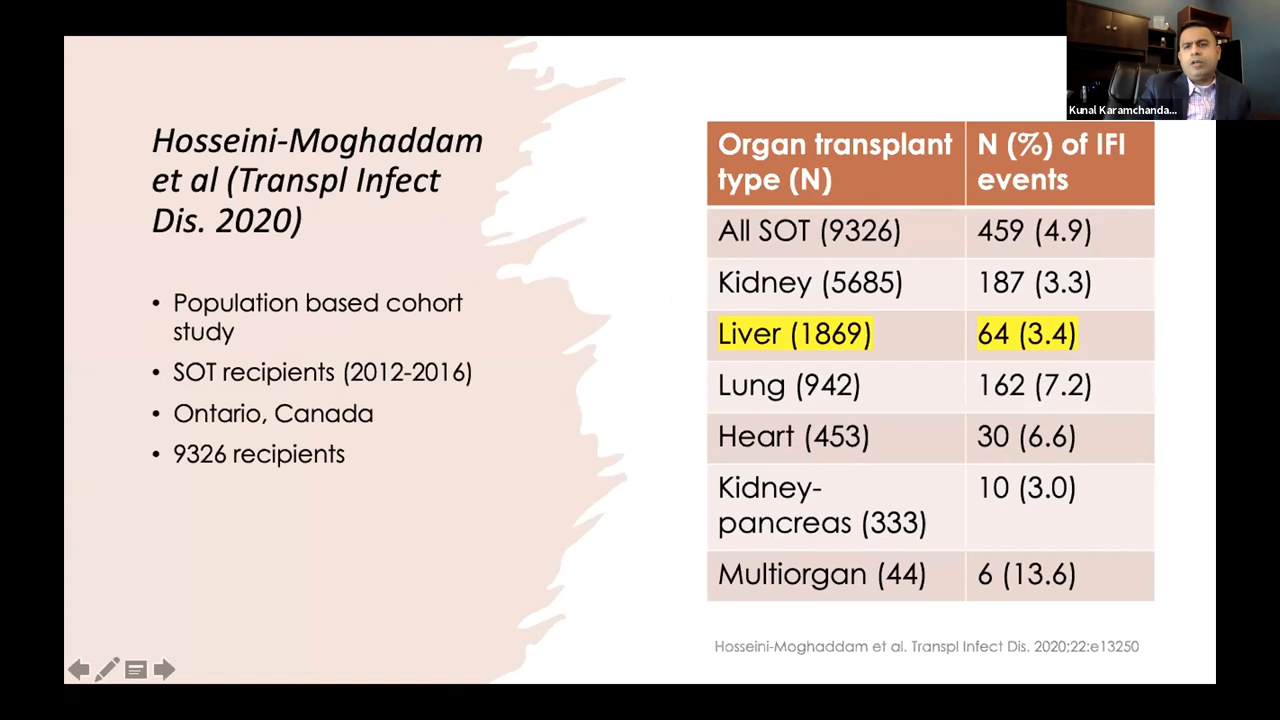 Kunal Karamchanda...
Hosseini-Moghaddam
et al (Transpl Infect
Dis. 2020)
• Population based cohort
study
• SOT recipients (2012-2016)
• Ontario, Canada
• 9326 recipients
Organ transplant type (N) N (%) of IFI events
All SOT (9326) 459 (4.9)
Kidney (5685) 187 (3.3)
Liver (1869) 64 (3.4)
Lung (942) 162 (7.2)
Heart (453) 30 (6.6)
Kidney-
pancreas (333) 10 (3.0)
Multiorgan (44) 6 (13.6)
Hosseini-Moghaddam et al. Transpl Infect Dis. 2020;22:e13250